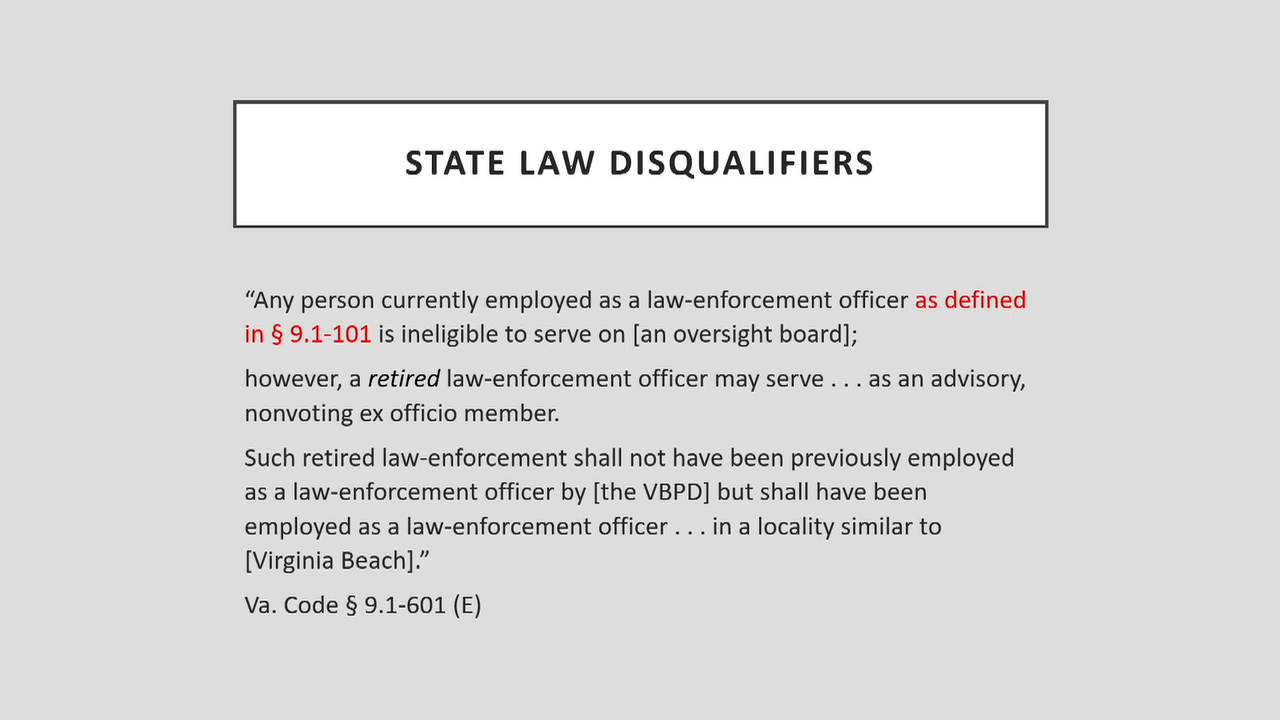 STATE LAW DISQUALIFIERS
“Any person currently employed as a law-enforcement officer as defined
in § 9.1-101 is ineligible to serve on [an oversight board];
however, a retired law-enforcement officer may serve . . . as an advisory,
nonvoting ex officio member.
Such retired law-enforcement shall not have been previously employed
as a law-enforcement officer by [the VBPD] but shall have been
employed as a law-enforcement officer . . . in a locality similar to
[Virginia Beach].”
Va. Code § 9.1-601 (E)